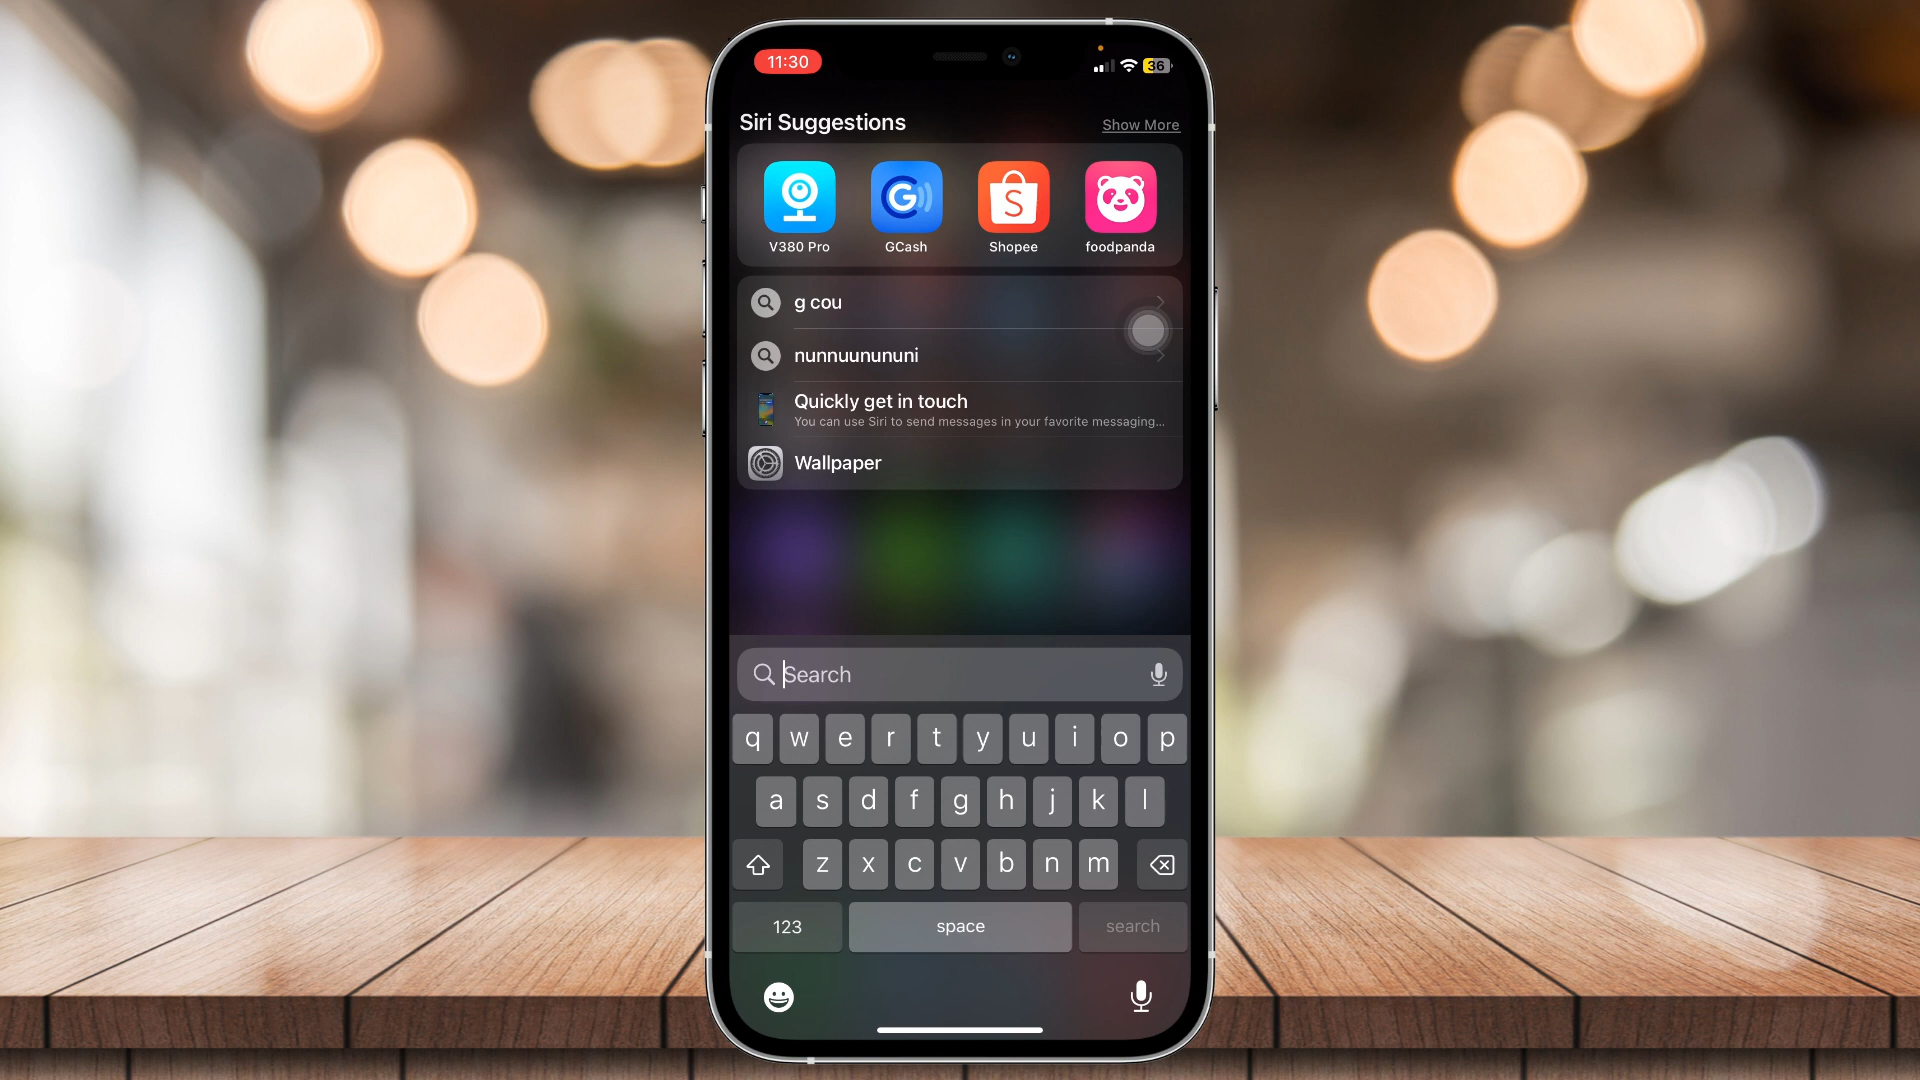 11:30
36
Siri Suggestions
Show More
V380 Pro
GCash
Shopee
foodpanda
g cou
nunnuunununi
Quickly get in touch
You can use Siri to send messages in your favorite messaging...
Wallpaper
Search
q w e r t y u i o p
a s d f g h j k l
z x c v b n m
123
space
search